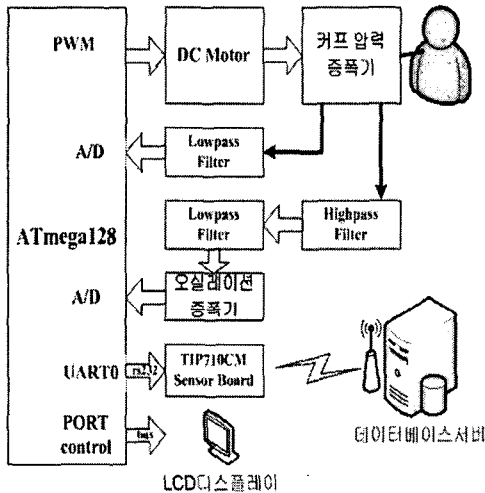 PWM
DC Motor
커프 압력
증폭기
A/D
Lowpass
Filter
ATmega128
Lowpass
Filter
Highpass
Filter
A/D
오실레이션
증폭기
UART0
rs232
TIP710CM
Sensor Board
PORT
control
bus
데이터베이스서버
LCD디스플레이